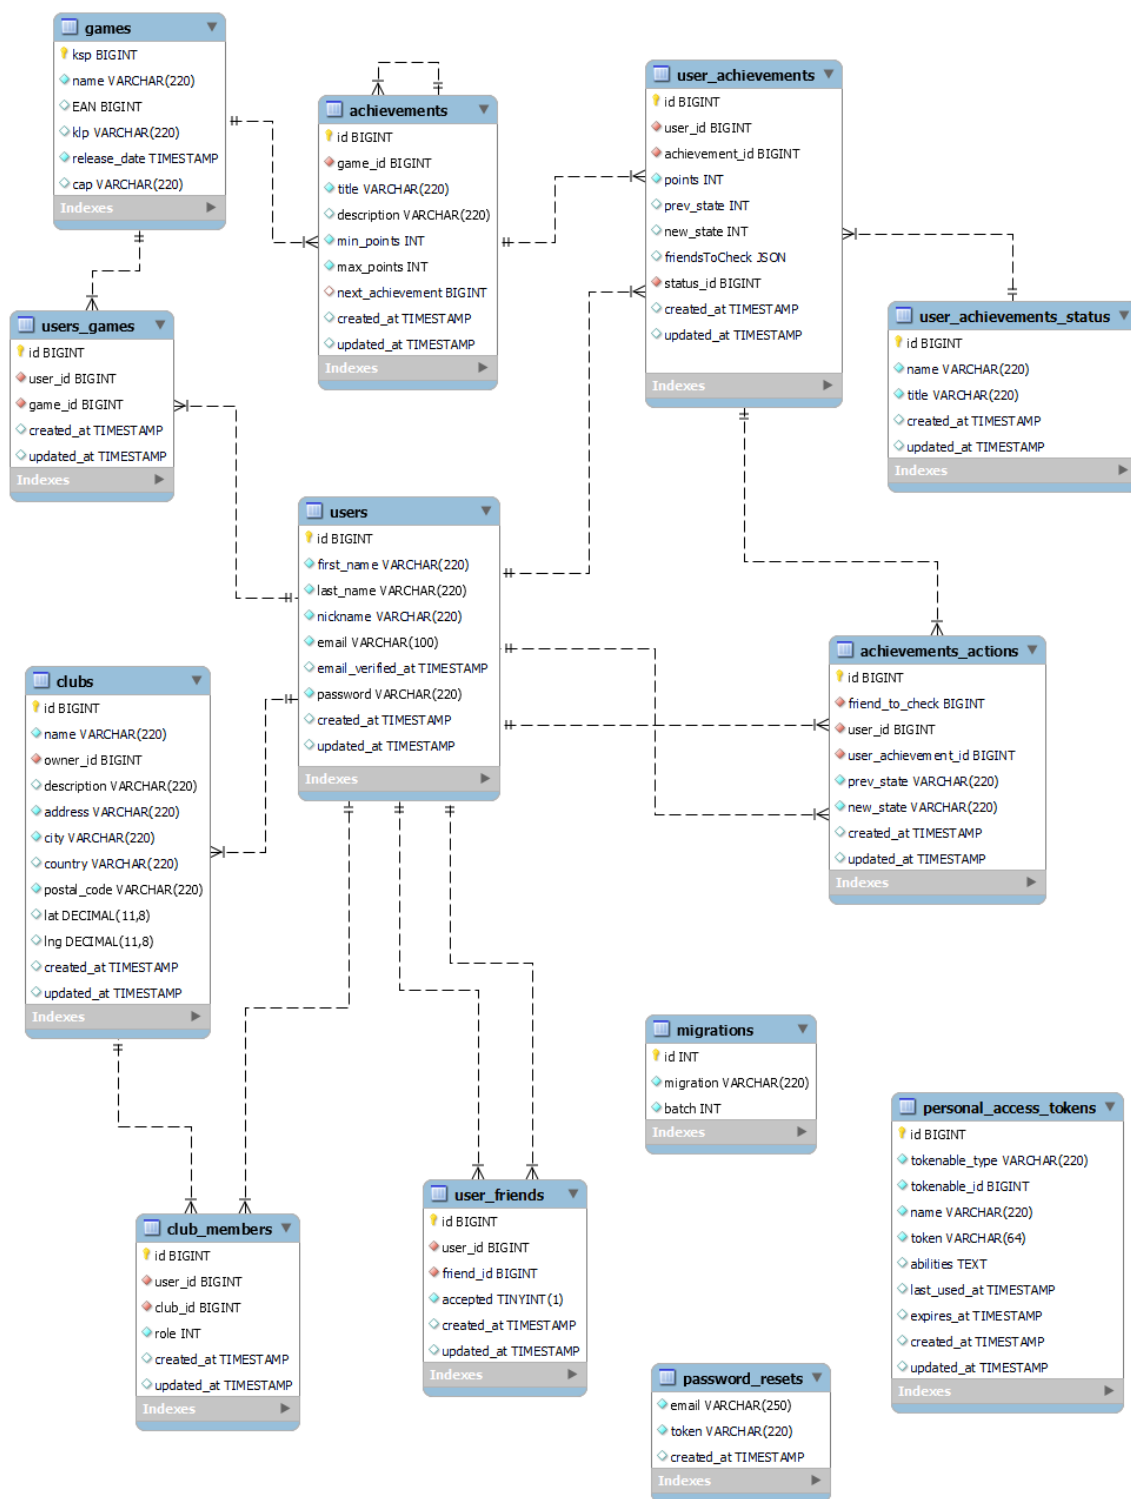 games
ksp BIGINT
name VARCHAR(220)
EAN BIGINT
klp VARCHAR(220)
release_date TIMESTAMP
cap VARCHAR(220)
Indexes
achievements
id BIGINT
game_id BIGINT
title VARCHAR(220)
description VARCHAR(220)
min_points INT
max_points INT
next_achievement BIGINT
created_at TIMESTAMP
updated_at TIMESTAMP
Indexes
user_achievements
id BIGINT
user_id BIGINT
achievement_id BIGINT
points INT
prev_state INT
new_state INT
friendsToCheck JSON
status_id BIGINT
created_at TIMESTAMP
updated_at TIMESTAMP
Indexes
user_achievements_status
id BIGINT
name VARCHAR(220)
title VARCHAR(220)
created_at TIMESTAMP
updated_at TIMESTAMP
Indexes
users_games
id BIGINT
user_id BIGINT
game_id BIGINT
created_at TIMESTAMP
updated_at TIMESTAMP
Indexes
users
id BIGINT
first_name VARCHAR(220)
last_name VARCHAR(220)
nickname VARCHAR(220)
email VARCHAR(100)
email_verified_at TIMESTAMP
password VARCHAR(220)
created_at TIMESTAMP
updated_at TIMESTAMP
Indexes
achievements_actions
id BIGINT
friend_to_check BIGINT
user_id BIGINT
user_achievement_id BIGINT
prev_state VARCHAR(220)
new_state VARCHAR(220)
created_at TIMESTAMP
updated_at TIMESTAMP
Indexes
clubs
id BIGINT
name VARCHAR(220)
owner_id BIGINT
description VARCHAR(220)
address VARCHAR(220)
city VARCHAR(220)
country VARCHAR(220)
postal_code VARCHAR(220)
lat DECIMAL(11,8)
lng DECIMAL(11,8)
created_at TIMESTAMP
updated_at TIMESTAMP
Indexes
migrations
id INT
migration VARCHAR(220)
batch INT
Indexes
personal_access_tokens
id BIGINT
tokenable_type VARCHAR(220)
tokenable_id BIGINT
name VARCHAR(220)
token VARCHAR(64)
abilities TEXT
last_used_at TIMESTAMP
expires_at TIMESTAMP
created_at TIMESTAMP
updated_at TIMESTAMP
Indexes
club_members
id BIGINT
user_id BIGINT
club_id BIGINT
role INT
created_at TIMESTAMP
updated_at TIMESTAMP
Indexes
user_friends
id BIGINT
user_id BIGINT
friend_id BIGINT
accepted TINYINT(1)
created_at TIMESTAMP
updated_at TIMESTAMP
Indexes
password_resets
email VARCHAR(250)
token VARCHAR(220)
created_at TIMESTAMP
Indexes